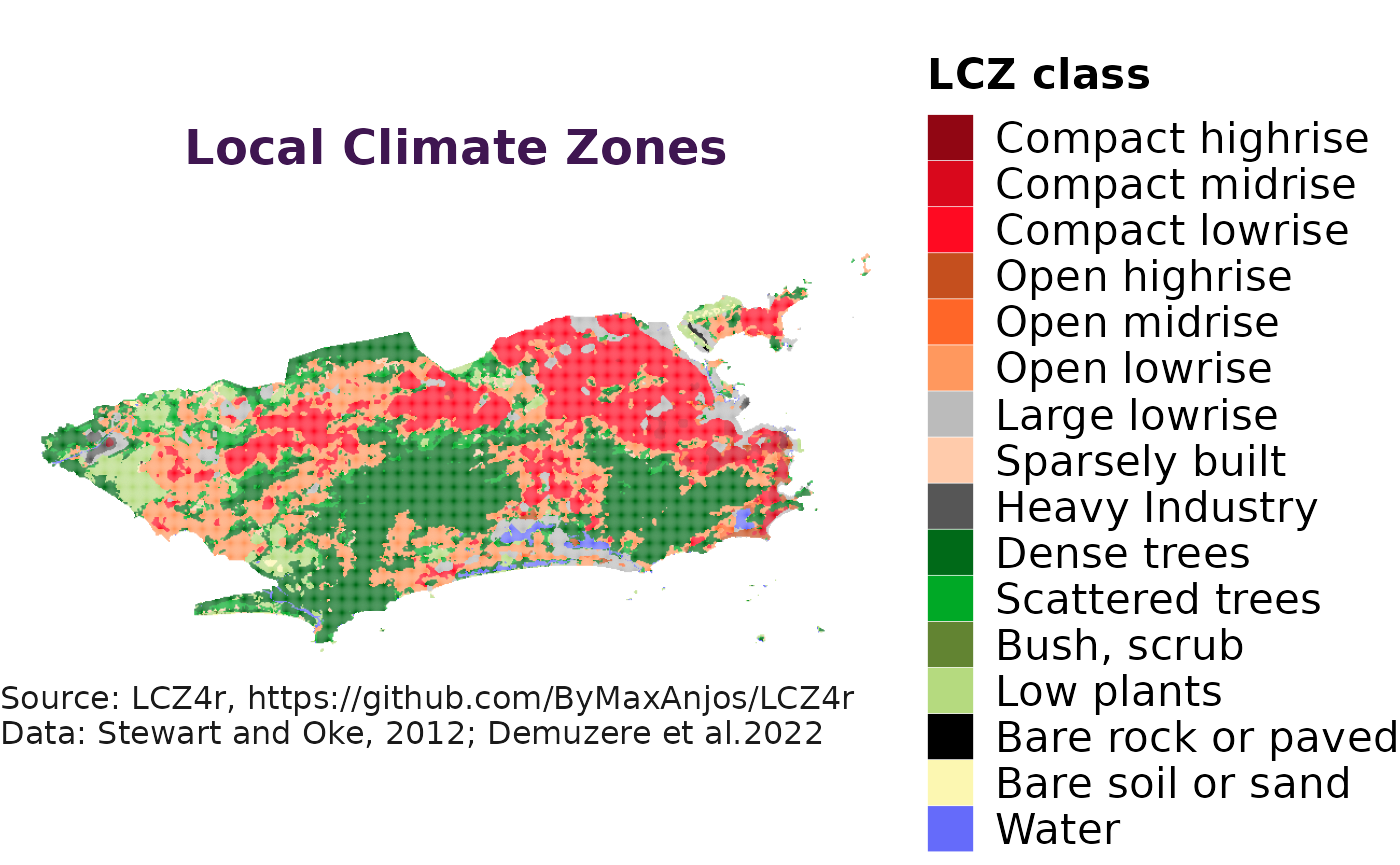 Local Climate Zones
Source: LCZ4r, https://github.com/ByMaxAnjos/LCZ4r
Data: Stewart and Oke, 2012; Demuzere et al.2022
LCZ class
Compact highrise
Compact midrise
Compact lowrise
Open highrise
Open midrise
Open lowrise
Large lowrise
Sparsely built
Heavy Industry
Dense trees
Scattered trees
Bush, scrub
Low plants
Bare rock or paved
Bare soil or sand
Water